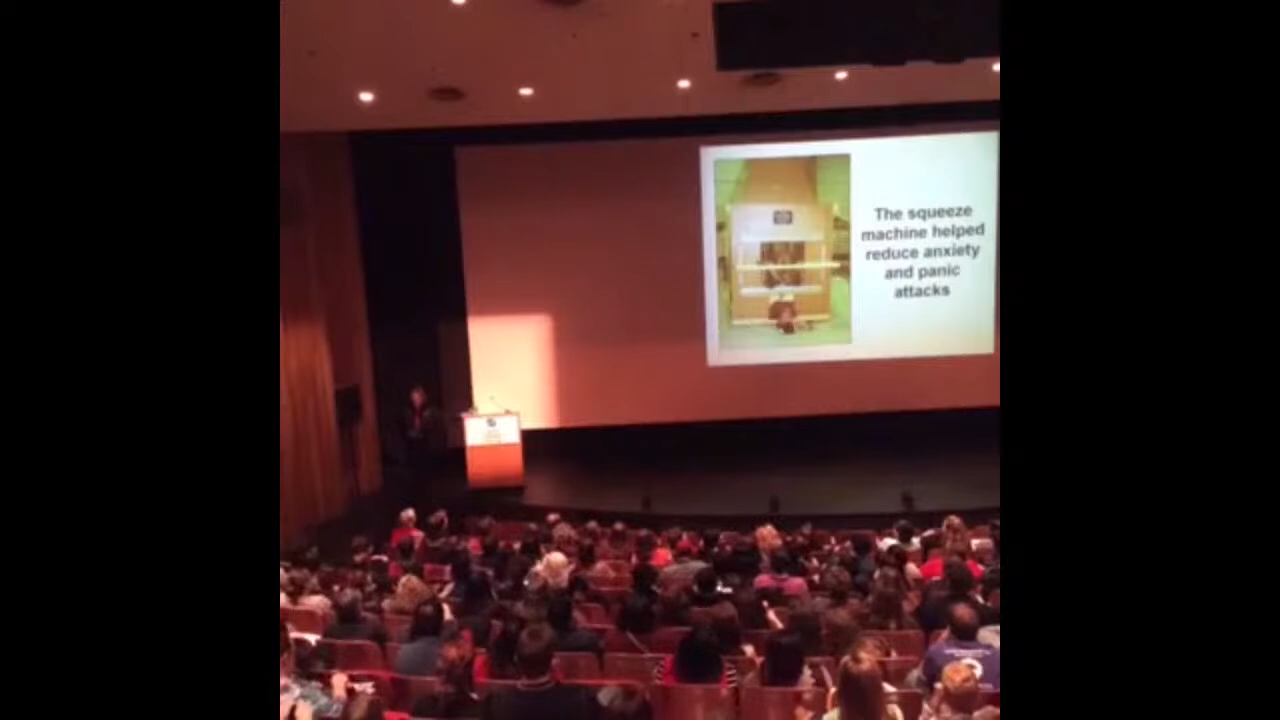 The squeeze
machine helped
reduce anxiety
and panic
attacks